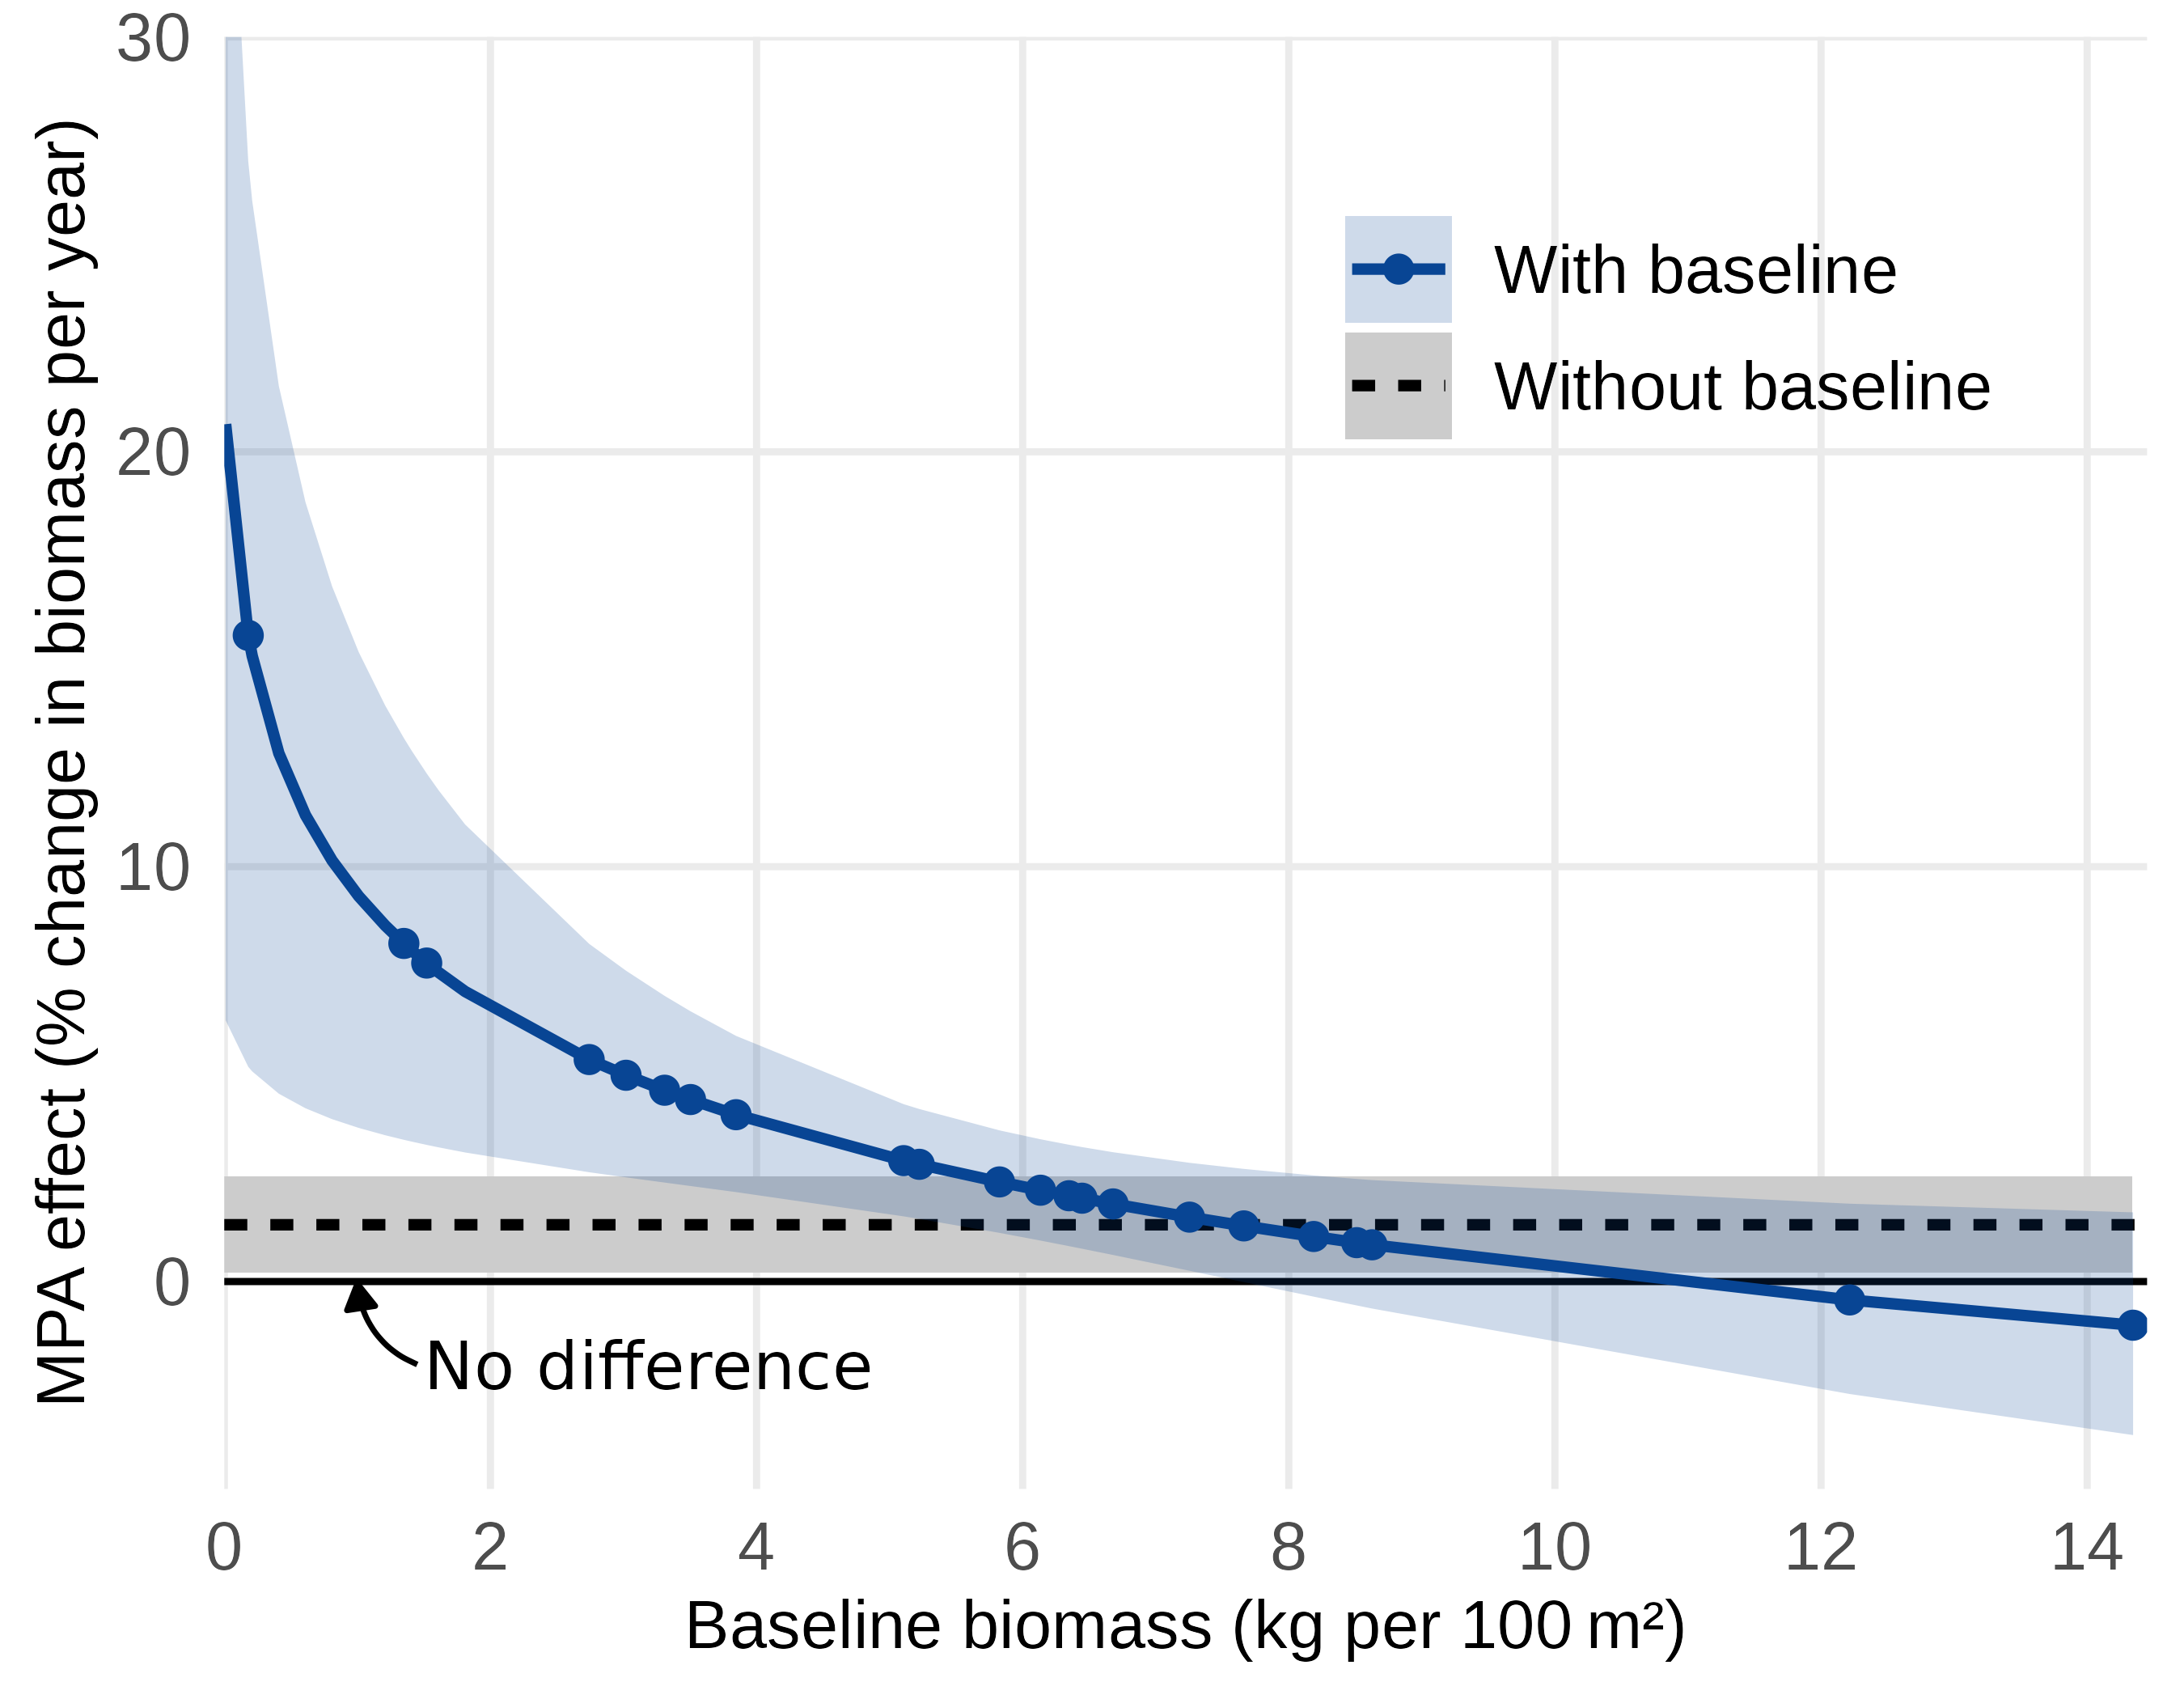 30
20
10
0
MPA effect (% change in biomass per year)
With baseline
Without baseline
No difference
0 2 4 6 8 10 12 14
Baseline biomass (kg per 100 m²)